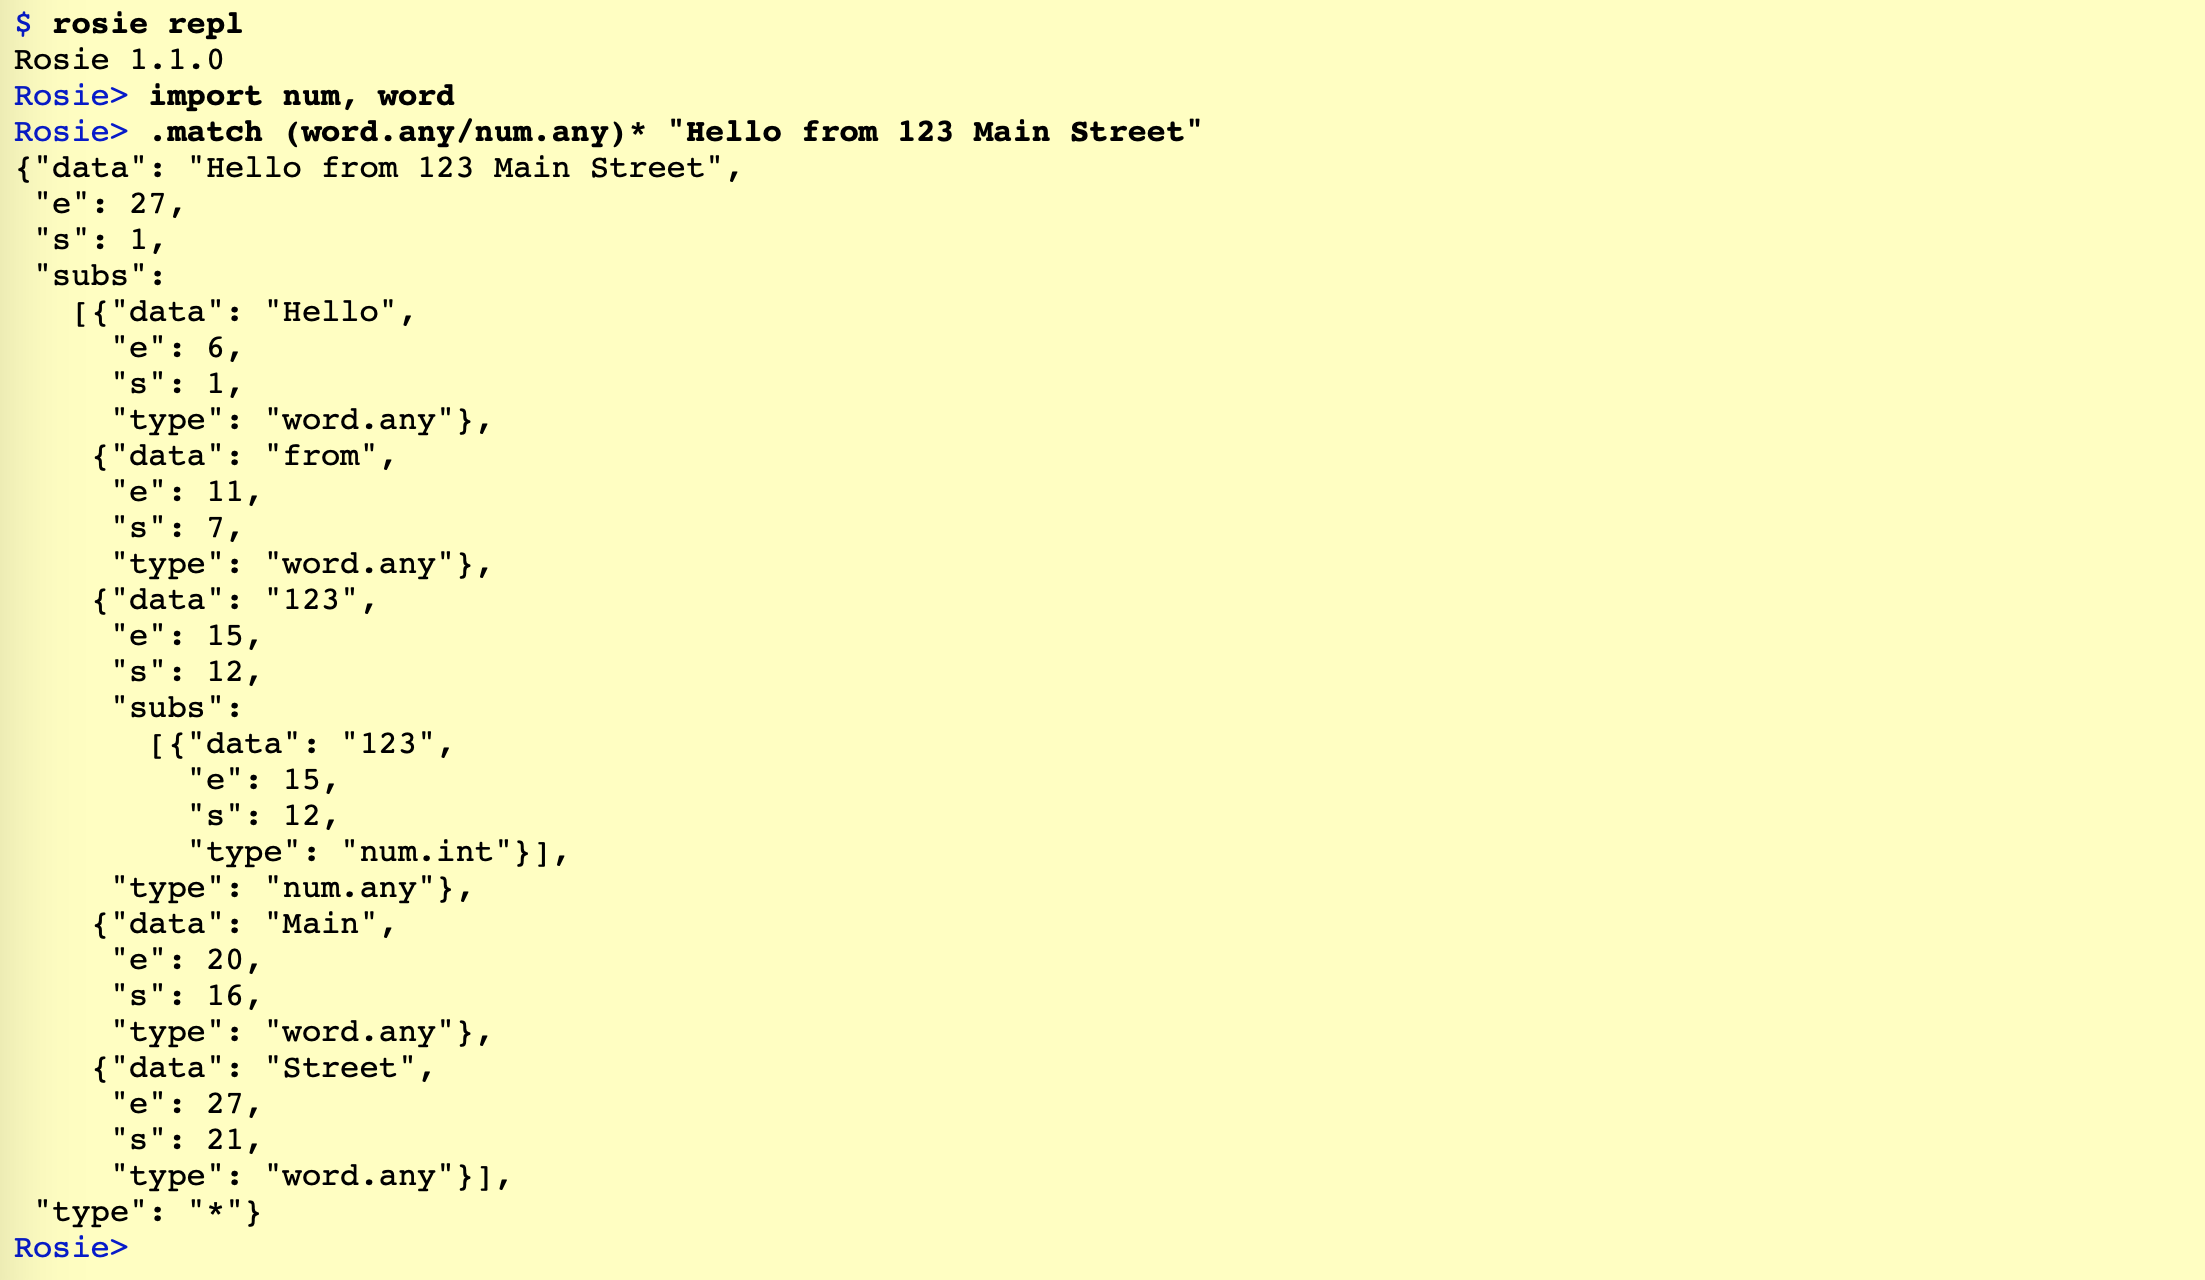 $ rosie repl
Rosie 1.1.0
Rosie> import num, word
Rosie> .match (word.any/num.any)* "Hello from 123 Main Street"
{"data": "Hello from 123 Main Street",
 "e": 27,
 "s": 1,
 "subs":
   [{"data": "Hello",
     "e": 6,
     "s": 1,
     "type": "word.any"},
    {"data": "from",
     "e": 11,
     "s": 7,
     "type": "word.any"},
    {"data": "123",
     "e": 15,
     "s": 12,
     "subs":
       [{"data": "123",
         "e": 15,
         "s": 12,
         "type": "num.int"}],
     "type": "num.any"},
    {"data": "Main",
     "e": 20,
     "s": 16,
     "type": "word.any"},
    {"data": "Street",
     "e": 27,
     "s": 21,
     "type": "word.any"}],
 "type": "*"}
Rosie>